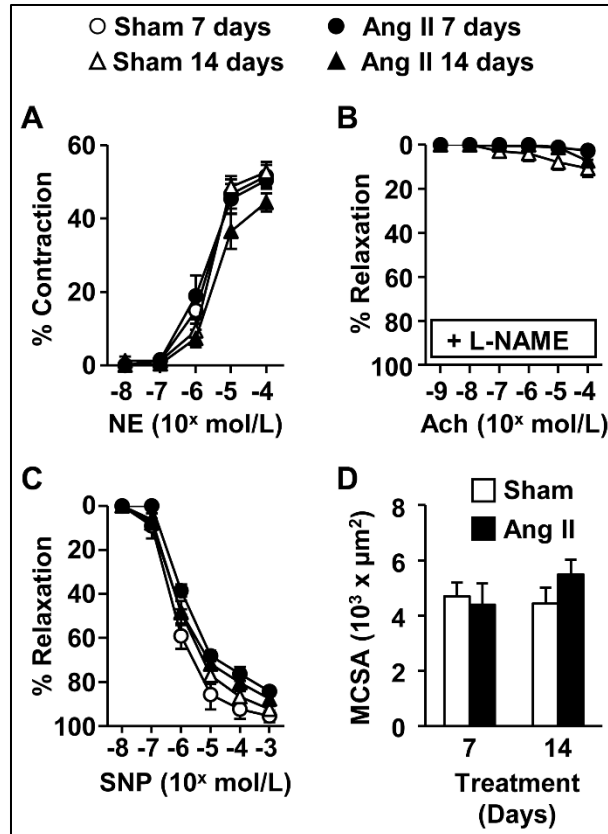 ○ Sham 7 days ● Ang II 7 days
△ Sham 14 days ▲ Ang II 14 days
A
60
40
20
0
% Contraction
-8 -7 -6 -5 -4
NE (10ˣ mol/L)
B
0
20
40
60
80
100
% Relaxation
+ L-NAME
-9 -8 -7 -6 -5 -4
Ach (10ˣ mol/L)
C
0
20
40
60
80
100
% Relaxation
-8 -7 -6 -5 -4 -3
SNP (10ˣ mol/L)
D
Sham
Ang II
8
6
4
2
0
MCSA (10³ x µm²)
7 14
Treatment
(Days)